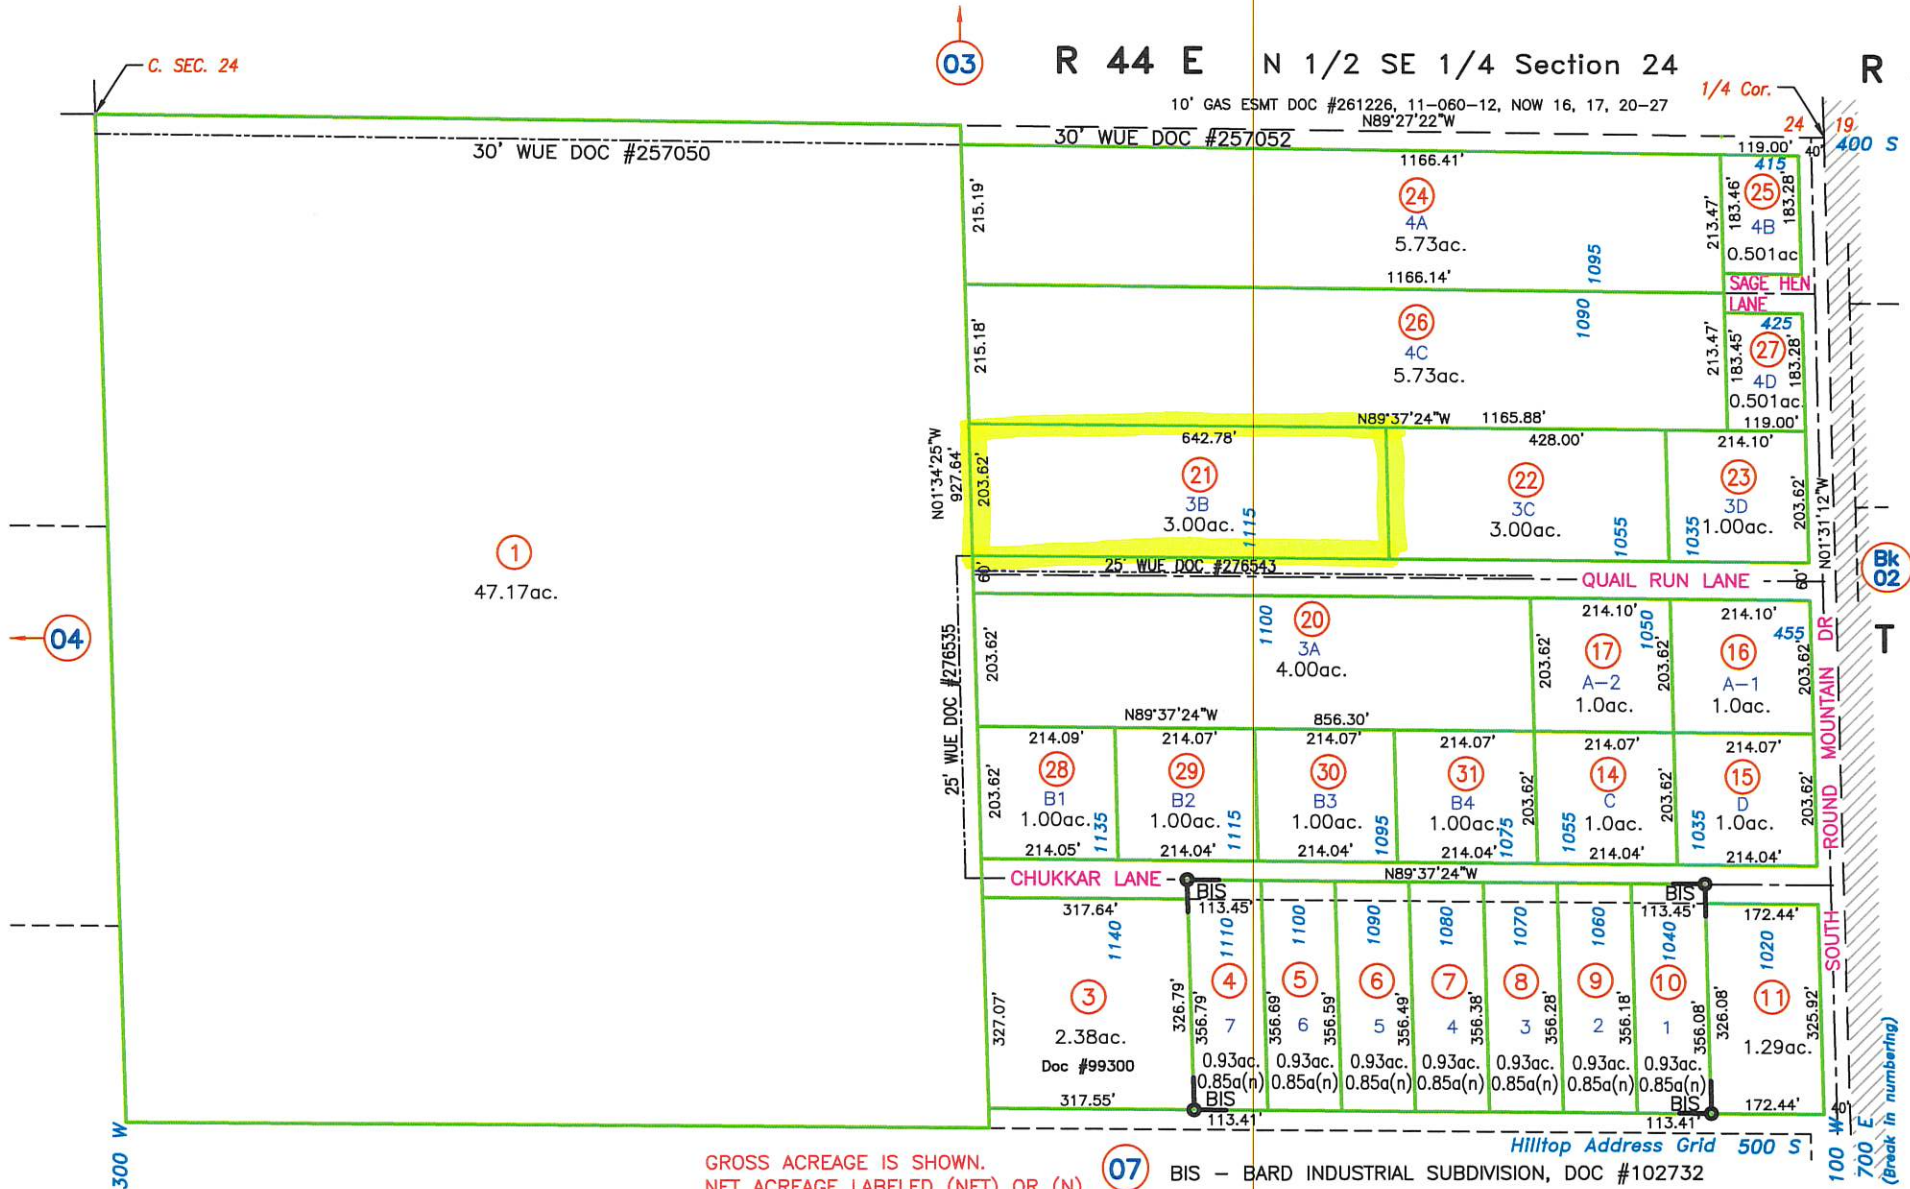 C. SEC. 24
03
R 44 E N 1/2 SE 1/4 Section 24
R
1/4 Cor.
10' GAS ESMT DOC #261226, 11-060-12, NOW 16, 17, 20-27
N89°27'22"W
24 19
400 S
30' WUE DOC #257050
30' WUE DOC #257052
1166.41'
119.00'
40'
415
215.19'
24
4A
5.73ac.
1166.14'
1095
213.47'
183.46'
25
183.28'
4B
0.501ac
SAGE HEN
LANE
215.18'
26
4C
5.73ac.
1090
213.47'
425
183.45'
27
183.28'
4D
0.501ac.
119.00'
N89°37'24"W 1165.88'
N01°34'25"W
927.64'
203.62'
642.78'
21
3B
3.00ac.
1115
428.00'
22
3C
3.00ac.
1055
214.10'
23
3D
1.00ac.
1035
203.62'
N01°31'12"W
1
47.17ac.
04
Bk
02
60'
25' WUE DOC #276543
QUAIL RUN LANE
60'
T
25' WUE DOC #276535
203.62'
1100
20
3A
4.00ac.
N89°37'24"W
856.30'
203.62'
214.10'
1050
17
A-2
1.0ac.
203.62'
214.10'
455
16
A-1
1.0ac.
203.62'
SOUTH ROUND MOUNTAIN DR
214.09'
203.62'
28
B1
1.00ac.
1135
214.05'
214.07'
29
B2
1.00ac.
1115
214.04'
214.07'
30
B3
1.00ac.
1095
214.04'
214.07'
31
B4
1.00ac.
1075
203.62'
214.04'
214.07'
14
C
1.0ac.
1055
203.62'
214.04'
214.07'
15
D
1.0ac.
1035
203.62'
214.04'
CHUKKAR LANE
N89°37'24"W
BIS
BIS
317.64'
1140
327.07'
3
2.38ac.
Doc #99300
317.55'
326.79'
113.45'
1110
356.79'
4
7
0.93ac.
0.85a(n)
BIS
113.41'
1100
356.69'
5
6
0.93ac.
0.85a(n)
1090
356.59'
6
5
0.93ac.
0.85a(n)
1080
356.49'
7
4
0.93ac.
0.85a(n)
1070
356.38'
8
3
0.93ac.
0.85a(n)
1060
356.28'
9
2
0.93ac.
0.85a(n)
113.45'
1040
356.18'
10
1
356.08'
0.93ac.
0.85a(n)
BIS
113.41'
172.44'
1020
326.08'
11
1.29ac.
325.92'
172.44'
40'
300 W
Hilltop Address Grid 500 S
100 W
700 E
(Break in numbering)
GROSS ACREAGE IS SHOWN.
NET ACREAGE LABELED (NET) OR (N)
07
BIS - BARD INDUSTRIAL SUBDIVISION, DOC #102732